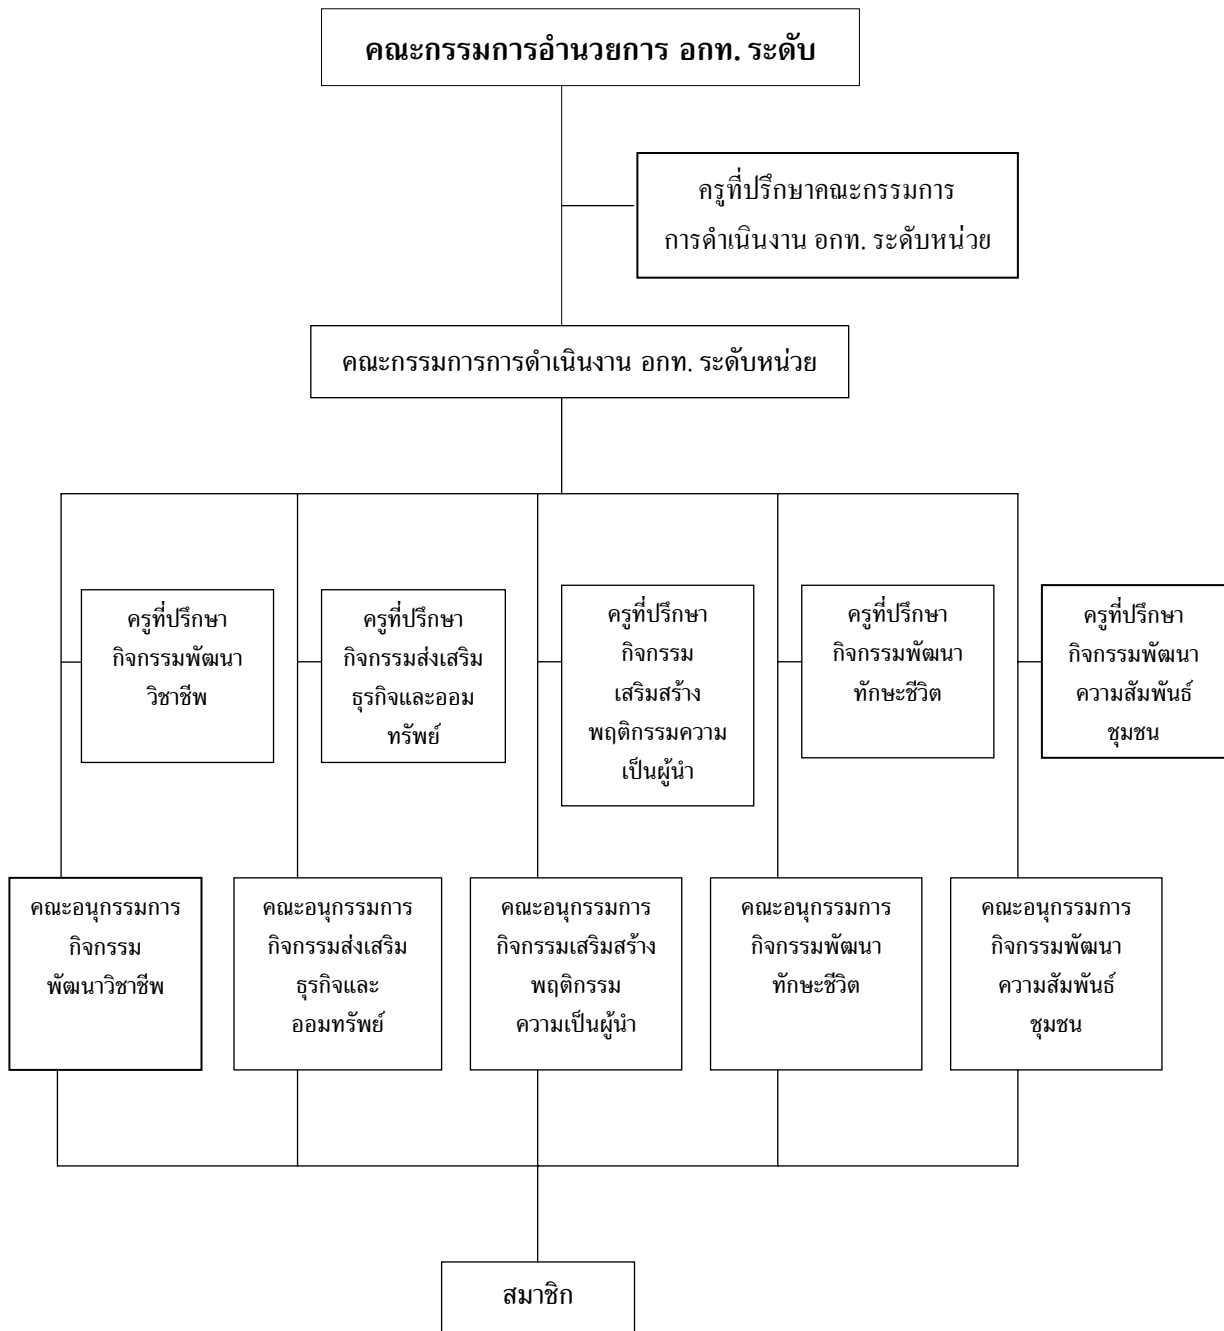 คณะกรรมการอำนวยการ อกท. ระดับ
ครูที่ปรึกษาคณะกรรมการ
การดำเนินงาน อกท. ระดับหน่วย
คณะกรรมการการดำเนินงาน อกท. ระดับหน่วย
ครูที่ปรึกษา
กิจกรรมพัฒนา
วิชาชีพ
ครูที่ปรึกษา
กิจกรรมส่งเสริม
ธุรกิจและออม
ทรัพย์
ครูที่ปรึกษา
กิจกรรม
เสริมสร้าง
พฤติกรรมความ
เป็นผู้นำ
ครูที่ปรึกษา
กิจกรรมพัฒนา
ทักษะชีวิต
ครูที่ปรึกษา
กิจกรรมพัฒนา
ความสัมพันธ์
ชุมชน
คณะอนุกรรมการ
กิจกรรม
พัฒนาวิชาชีพ
คณะอนุกรรมการ
กิจกรรมส่งเสริม
ธุรกิจและ
ออมทรัพย์
คณะอนุกรรมการ
กิจกรรมเสริมสร้าง
พฤติกรรม
ความเป็นผู้นำ
คณะอนุกรรมการ
กิจกรรมพัฒนา
ทักษะชีวิต
คณะอนุกรรมการ
กิจกรรมพัฒนา
ความสัมพันธ์
ชุมชน
สมาชิก